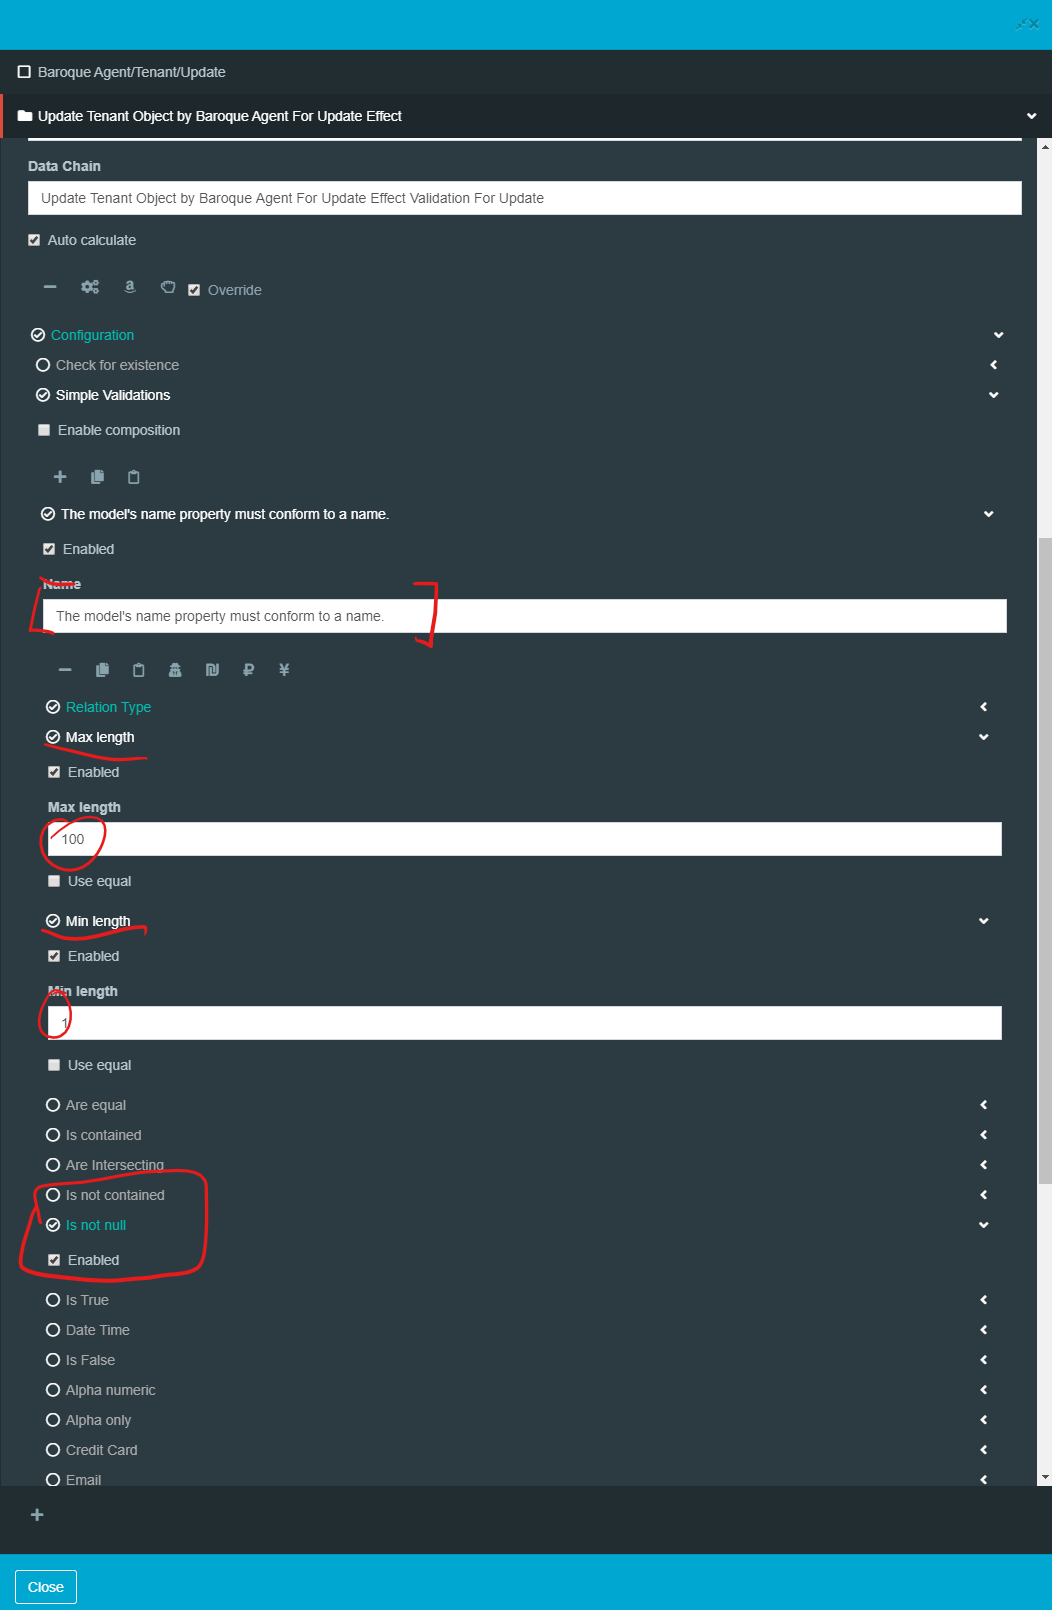 Baroque Agent/Tenant/Update
Update Tenant Object by Baroque Agent For Update Effect
Data Chain
Update Tenant Object by Baroque Agent For Update Effect Validation For Update
Auto calculate
a
Override
Configuration
Check for existence
Simple Validations
Enable composition
The model's name property must conform to a name.
Enabled
Name
The model's name property must conform to a name.
₪ ₽ ¥
Relation Type
Max length
Enabled
Max length
100
Use equal
Min length
Enabled
Min length
1
Use equal
Are equal
Is contained
Are Intersecting
Is not contained
Is not null
Enabled
Is True
Date Time
Is False
Alpha numeric
Alpha only
Credit Card
Email
Close